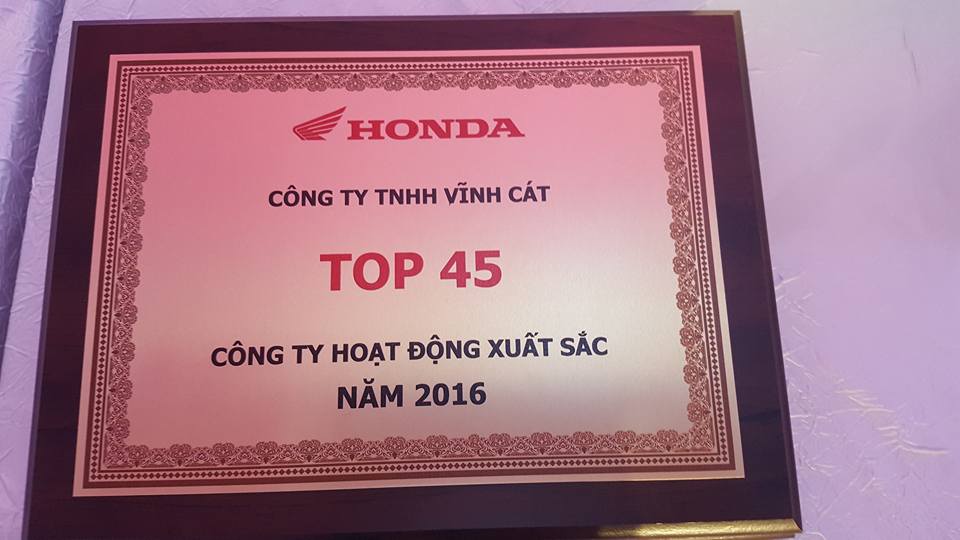 HONDA
CÔNG TY TNHH VĨNH CÁT
TOP 45
CÔNG TY HOẠT ĐỘNG XUẤT SẮC
NĂM 2016